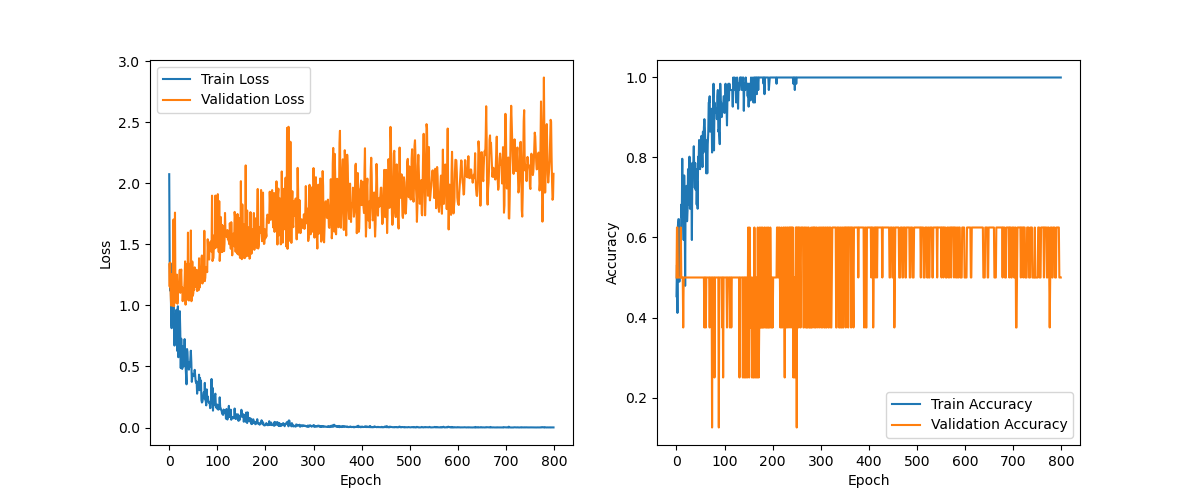 Train Loss
Validation Loss
3.0
2.5
2.0
1.5
1.0
0.5
0.0
Loss
0 100 200 300 400 500 600 700 800
Epoch
1.0
0.8
0.6
0.4
0.2
Accuracy
Train Accuracy
Validation Accuracy
0 100 200 300 400 500 600 700 800
Epoch